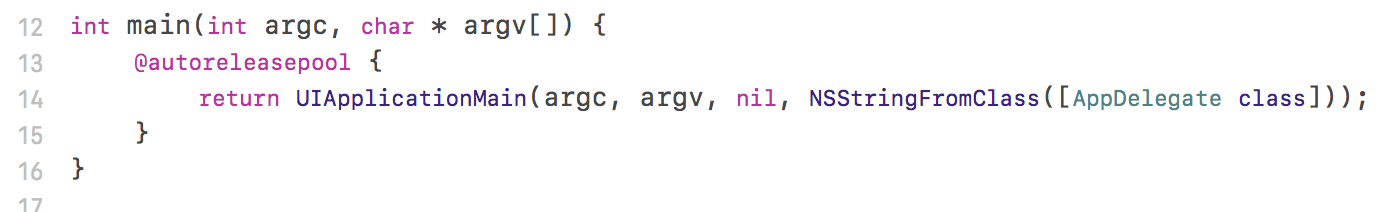 12 int main(int argc, char * argv[]) {
13     @autoreleasepool {
14         return UIApplicationMain(argc, argv, nil, NSStringFromClass([AppDelegate class]));
15     }
16 }
17